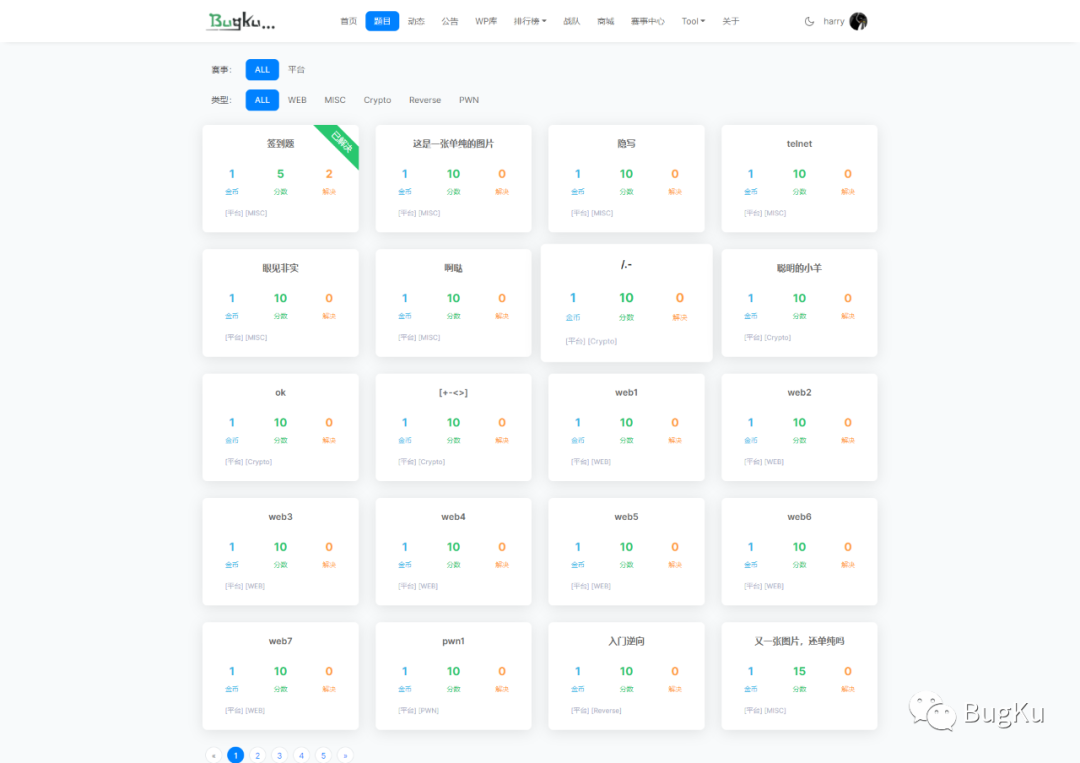 Bugku...
首页 题目 动态 公告 WP库 排行榜 战队 商城 赛事中心 Tool 关于 harry
赛事: ALL 平台
类型: ALL WEB MISC Crypto Reverse PWN
签到题 已解决 这是一张单纯的图片 隐写 telnet
1 5 2 1 10 0 1 10 0 1 10 0
金币 分数 解决 金币 分数 解决 金币 分数 解决 金币 分数 解决
[平台] [MISC] [平台] [MISC] [平台] [MISC] [平台] [MISC]
眼见非实 啊哒 /.- 聪明的小羊
1 10 0 1 10 0 1 10 0 1 10 0
金币 分数 解决 金币 分数 解决 金币 分数 解决 金币 分数 解决
[平台] [MISC] [平台] [MISC] [平台] [Crypto] [平台] [Crypto]
ok [+-<>] web1 web2
1 10 0 1 10 0 1 10 0 1 10 0
金币 分数 解决 金币 分数 解决 金币 分数 解决 金币 分数 解决
[平台] [Crypto] [平台] [Crypto] [平台] [WEB] [平台] [WEB]
web3 web4 web5 web6
1 10 0 1 10 0 1 10 0 1 10 0
金币 分数 解决 金币 分数 解决 金币 分数 解决 金币 分数 解决
[平台] [WEB] [平台] [WEB] [平台] [WEB] [平台] [WEB]
web7 pwn1 入门逆向 又一张图片，还单纯吗
1 10 0 1 10 0 1 10 0 1 15 0
金币 分数 解决 金币 分数 解决 金币 分数 解决 金币 分数 解决
[平台] [WEB] [平台] [PWN] [平台] [Reverse] [平台] [MISC]
BugKu
« 1 2 3 4 5 »